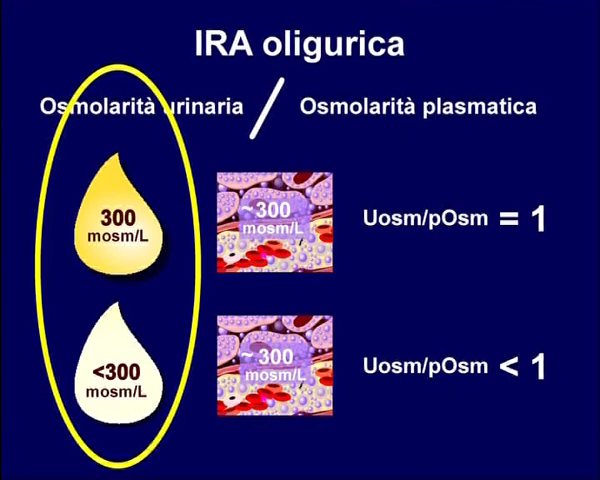 IRA oligurica
Osmolarità urinaria / Osmolarità plasmatica
300
mosm/L
~300
mosm/L
Uosm/pOsm = 1
<300
mosm/L
~300
mosm/L
Uosm/pOsm < 1